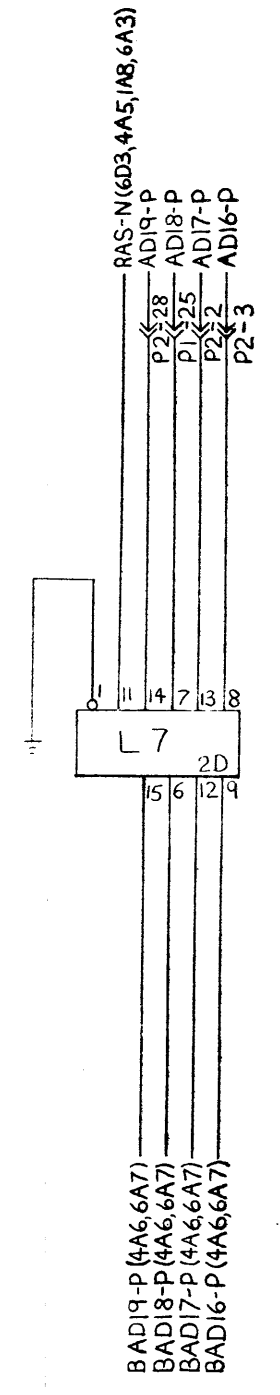 RAS-N(6D3,4A5,1A8,6A3)
AD19-P
AD18-P
AD17-P
AD16-P
P2-28
P1-25
P2-2
P2-3
1
11
14
7
13
8
L 7
2D
15
6
12
9
BAD19-P(4A6,6A7)
BAD18-P(4A6,6A7)
BAD17-P(4A6,6A7)
BAD16-P(4A6,6A7)